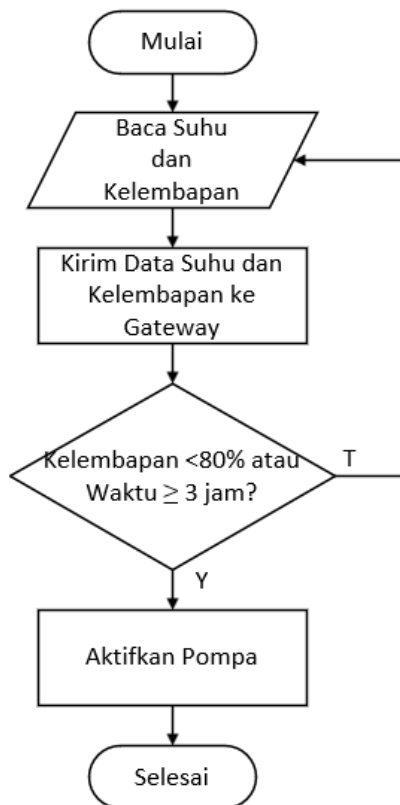 Mulai
Baca Suhu
dan
Kelembapan
Kirim Data Suhu dan
Kelembapan ke
Gateway
Kelembapan <80% atau
Waktu ≥ 3 jam?
T
Y
Aktifkan Pompa
Selesai